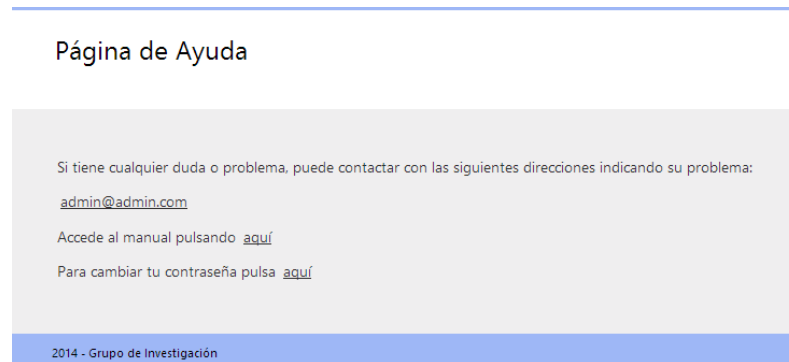 Página de Ayuda
Si tiene cualquier duda o problema, puede contactar con las siguientes direcciones indicando su problema:
admin@admin.com
Accede al manual pulsando aquí
Para cambiar tu contraseña pulsa aquí
2014 - Grupo de Investigación